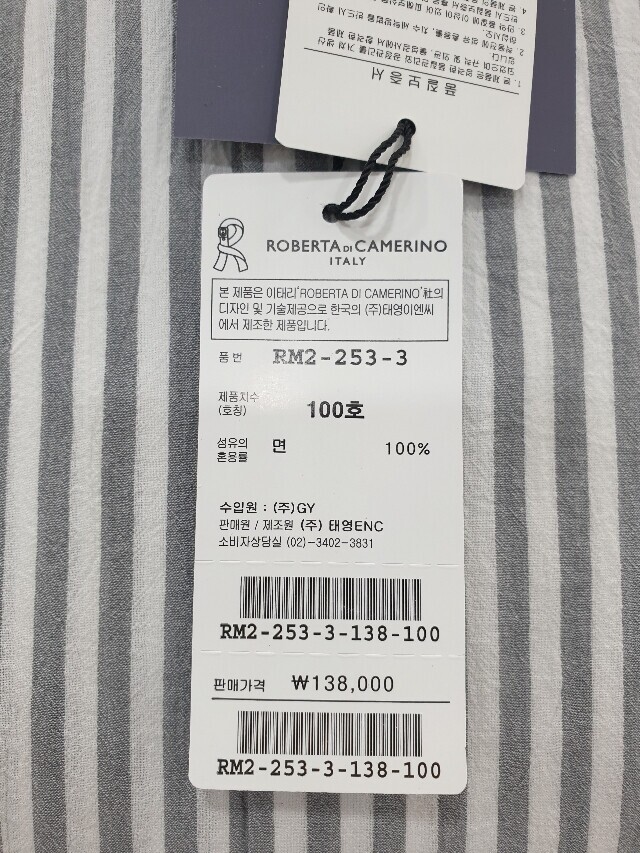 품질보증서
ROBERTA DI CAMERINO
ITALY
본 제품은 이태리'ROBERTA DI CAMERINO'社의
디자인 및 기술제공으로 한국의 (주)태영이엔씨
에서 제조한 제품입니다.
품 번 RM2-253-3
제품치수
(호칭) 100호
섬유의
혼용률 면 100%
수입원 : (주)GY
판매원 / 제조원 (주) 태영ENC
소비자상담실 (02)-3402-3831
RM2-253-3-138-100
판매가격 ₩138,000
RM2-253-3-138-100